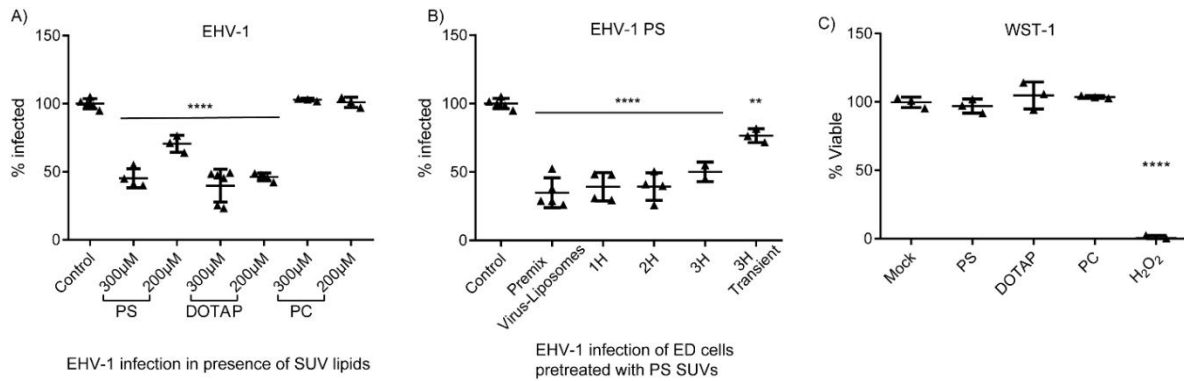 A)
EHV-1
% infected
150
100
50
0
****
Control
300μM
200μM
300μM
200μM
300μM
200μM
PS
DOTAP
PC
EHV-1 infection in presence of SUV lipids
B)
EHV-1 PS
% infected
150
100
50
0
****
**
Control
Premix
Virus-Liposomes
1H
2H
3H
3H
Transient
EHV-1 infection of ED cells
pretreated with PS SUVs
C)
WST-1
% Viable
150
100
50
0
****
Mock
PS
DOTAP
PC
H₂O₂